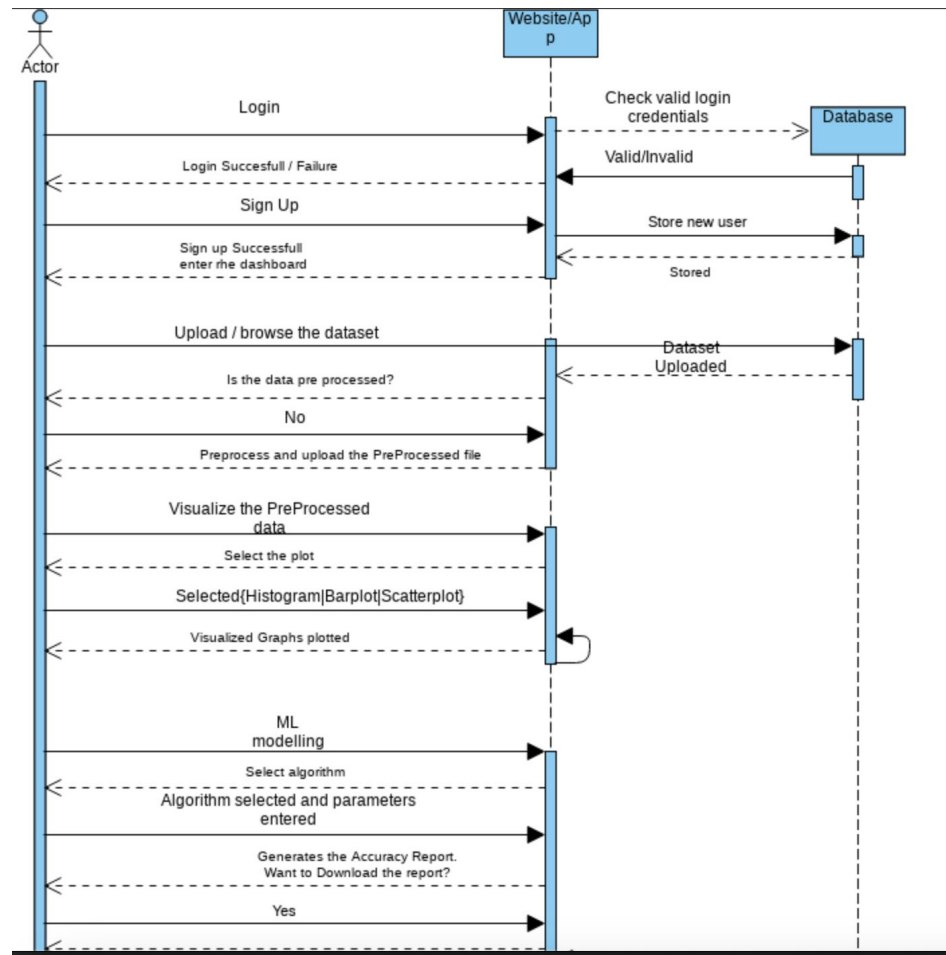 Website/Ap
p
Actor
Login
Check valid login
credentials
Database
Login Succesfull / Failure
Valid/Invalid
Sign Up
Store new user
Sign up Successfull
enter rhe dashboard
Stored
Upload / browse the dataset
Dataset
Uploaded
Is the data pre processed?
No
Preprocess and upload the PreProcessed file
Visualize the PreProcessed
data
Select the plot
Selected{Histogram|Barplot|Scatterplot}
Visualized Graphs plotted
ML
modelling
Select algorithm
Algorithm selected and parameters
entered
Generates the Accuracy Report.
Want to Download the report?
Yes